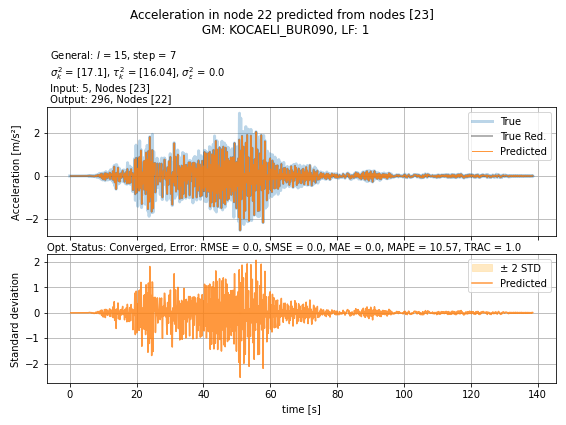 Acceleration in node 22 predicted from nodes [23]
GM: KOCAELI_BUR090, LF: 1
General: l = 15, step = 7
σ²ₖ = [17.1], τ²ₖ = [16.04], σ²ε = 0.0
Input: 5, Nodes [23]
Output: 296, Nodes [22]
Acceleration [m/s²]
2
0
−2
True
True Red.
Predicted
Opt. Status: Converged, Error: RMSE = 0.0, SMSE = 0.0, MAE = 0.0, MAPE = 10.57, TRAC = 1.0
Standard deviation
2
1
0
−1
−2
± 2 STD
Predicted
0 20 40 60 80 100 120 140
time [s]